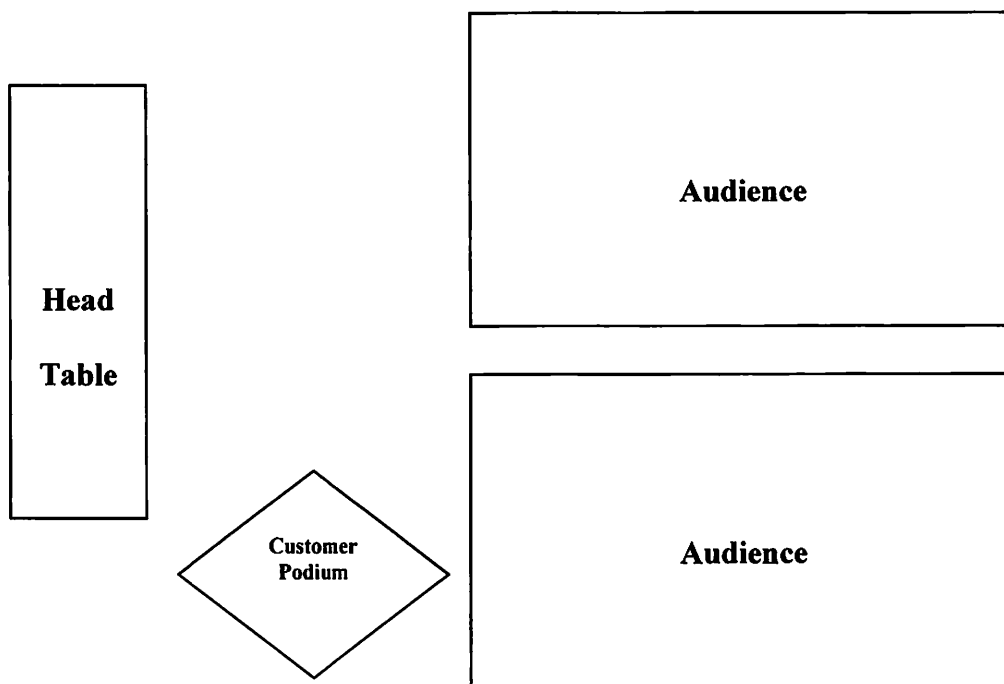 Audience
Head
Table
Customer
Podium
Audience